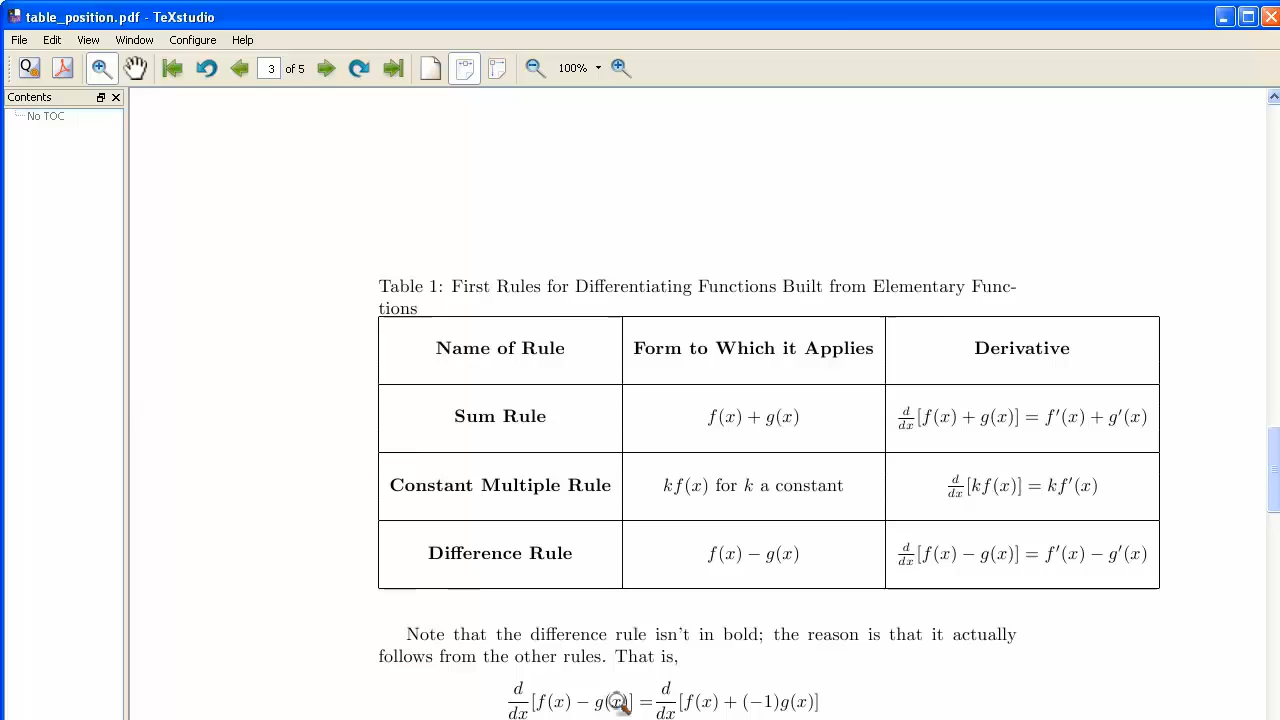 table_position.pdf - TeXstudio
File Edit View Window Configure Help
3 of 5 100%
Contents
No TOC
Table 1: First Rules for Differentiating Functions Built from Elementary Func-
tions
Name of Rule Form to Which it Applies Derivative
Sum Rule f(x) + g(x) d/dx[f(x) + g(x)] = f′(x) + g′(x)
Constant Multiple Rule kf(x) for k a constant d/dx[kf(x)] = kf′(x)
Difference Rule f(x) − g(x) d/dx[f(x) − g(x)] = f′(x) − g′(x)
Note that the difference rule isn't in bold; the reason is that it actually
follows from the other rules. That is,
d/dx[f(x) − g(x)] = d/dx[f(x) + (−1)g(x)]